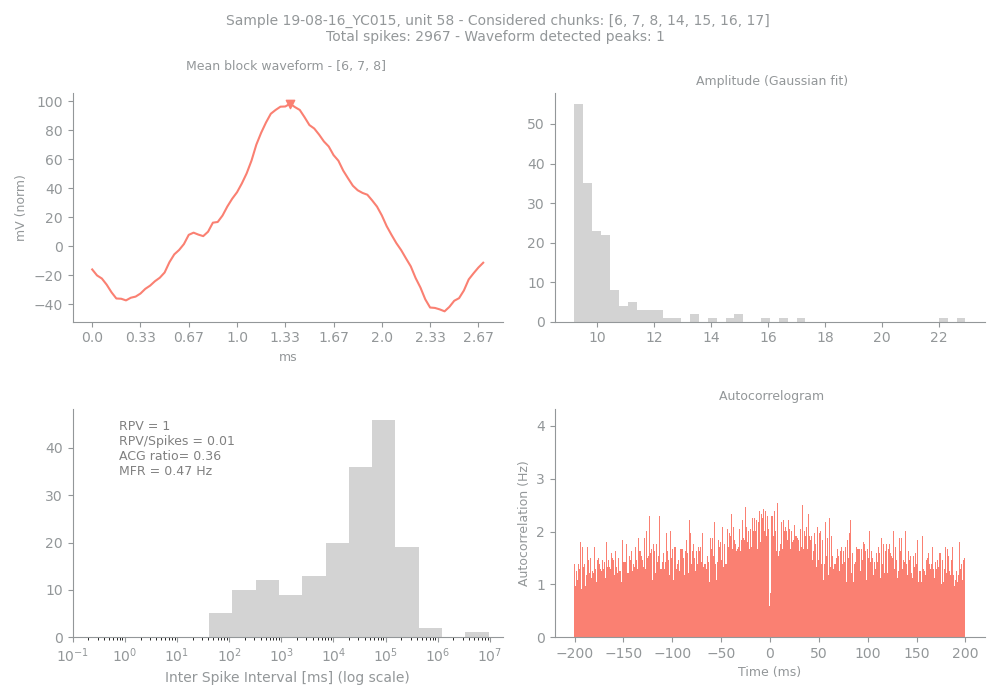 Sample 19-08-16_YC015, unit 58 - Considered chunks: [6, 7, 8, 14, 15, 16, 17]
Total spikes: 2967 - Waveform detected peaks: 1
Mean block waveform - [6, 7, 8]
100
80
60
40
20
0
−20
−40
mV (norm)
0.0 0.33 0.67 1.0 1.33 1.67 2.0 2.33 2.67
ms
Amplitude (Gaussian fit)
50
40
30
20
10
0
10 12 14 16 18 20 22
RPV = 1
RPV/Spikes = 0.01
ACG ratio= 0.36
MFR = 0.47 Hz
40
30
20
10
0
10⁻¹ 10⁰ 10¹ 10² 10³ 10⁴ 10⁵ 10⁶ 10⁷
Inter Spike Interval [ms] (log scale)
Autocorrelogram
4
3
2
1
0
Autocorrelation (Hz)
−200 −150 −100 −50 0 50 100 150 200
Time (ms)